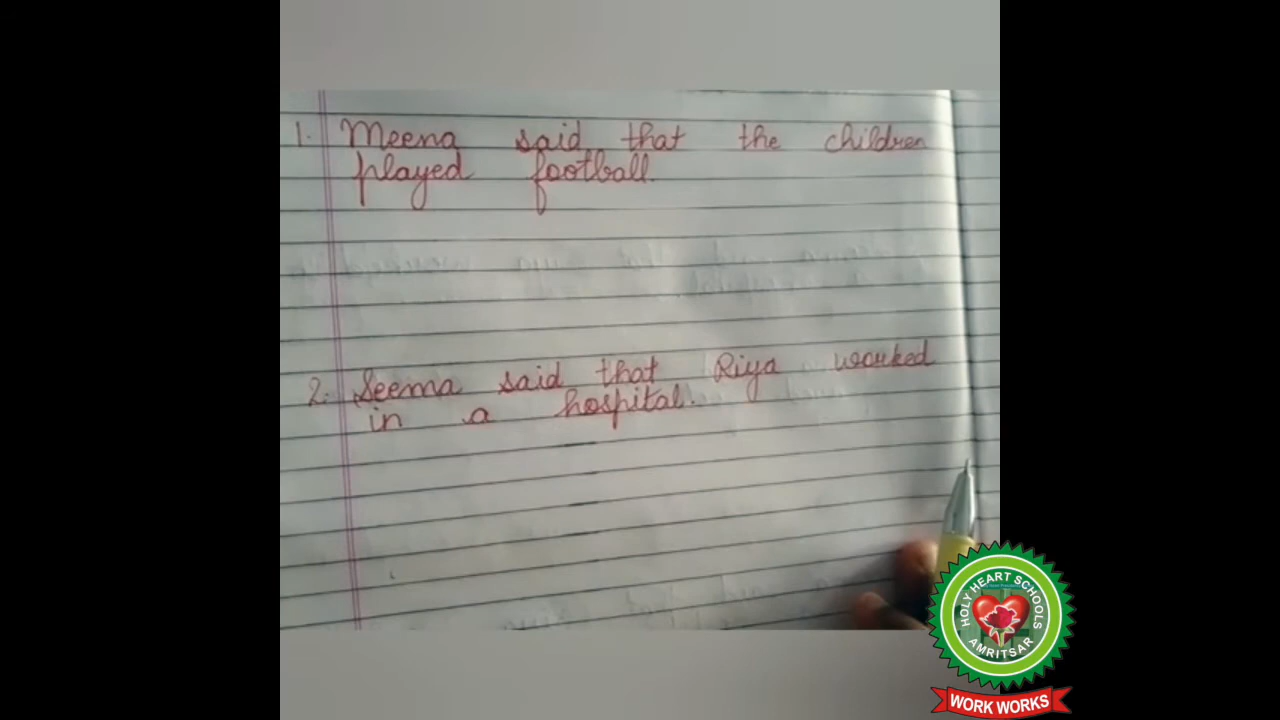 1. Meena said that the children
played football.
2. Seema said that Riya worked
in a hospital.
HOLY HEART SCHOOLS
AMRITSAR
WORK WORKS